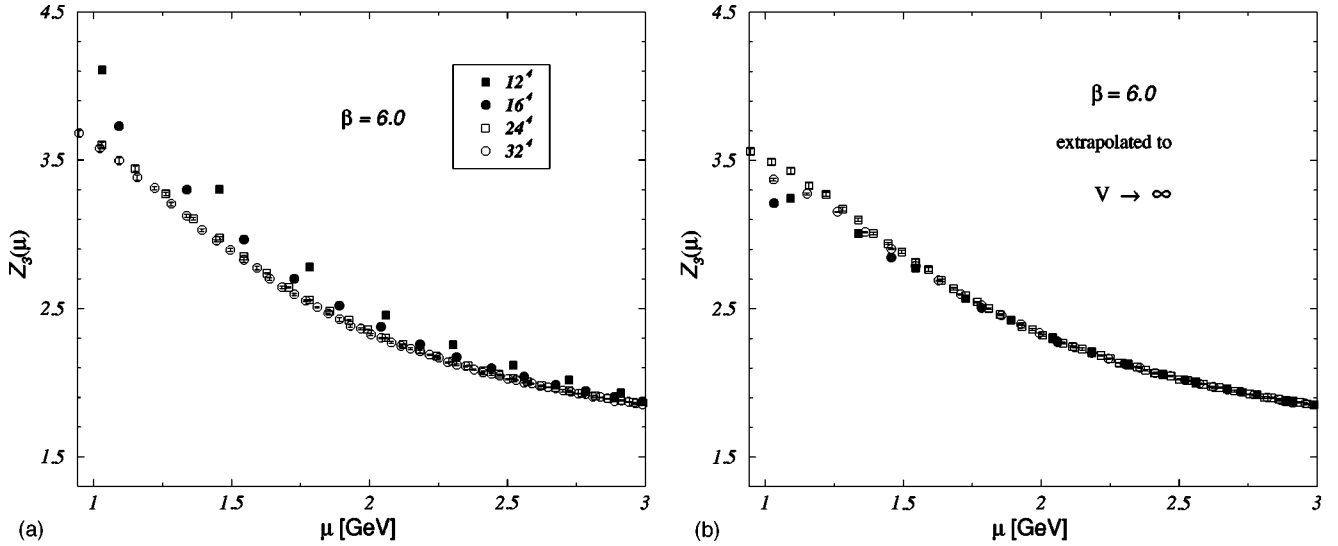 4.5
3.5
2.5
1.5
Z₃(μ)
β = 6.0
12⁴
16⁴
24⁴
32⁴
1 1.5 2 2.5 3
μ [GeV]
(a)
4.5
3.5
2.5
1.5
Z₃(μ)
β = 6.0
extrapolated to
V → ∞
1 1.5 2 2.5 3
μ [GeV]
(b)